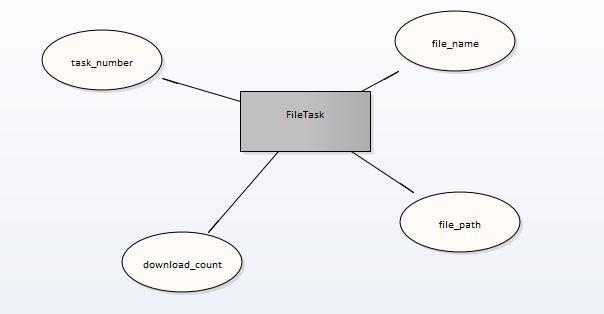 file_name
task_number
FileTask
file_path
download_count